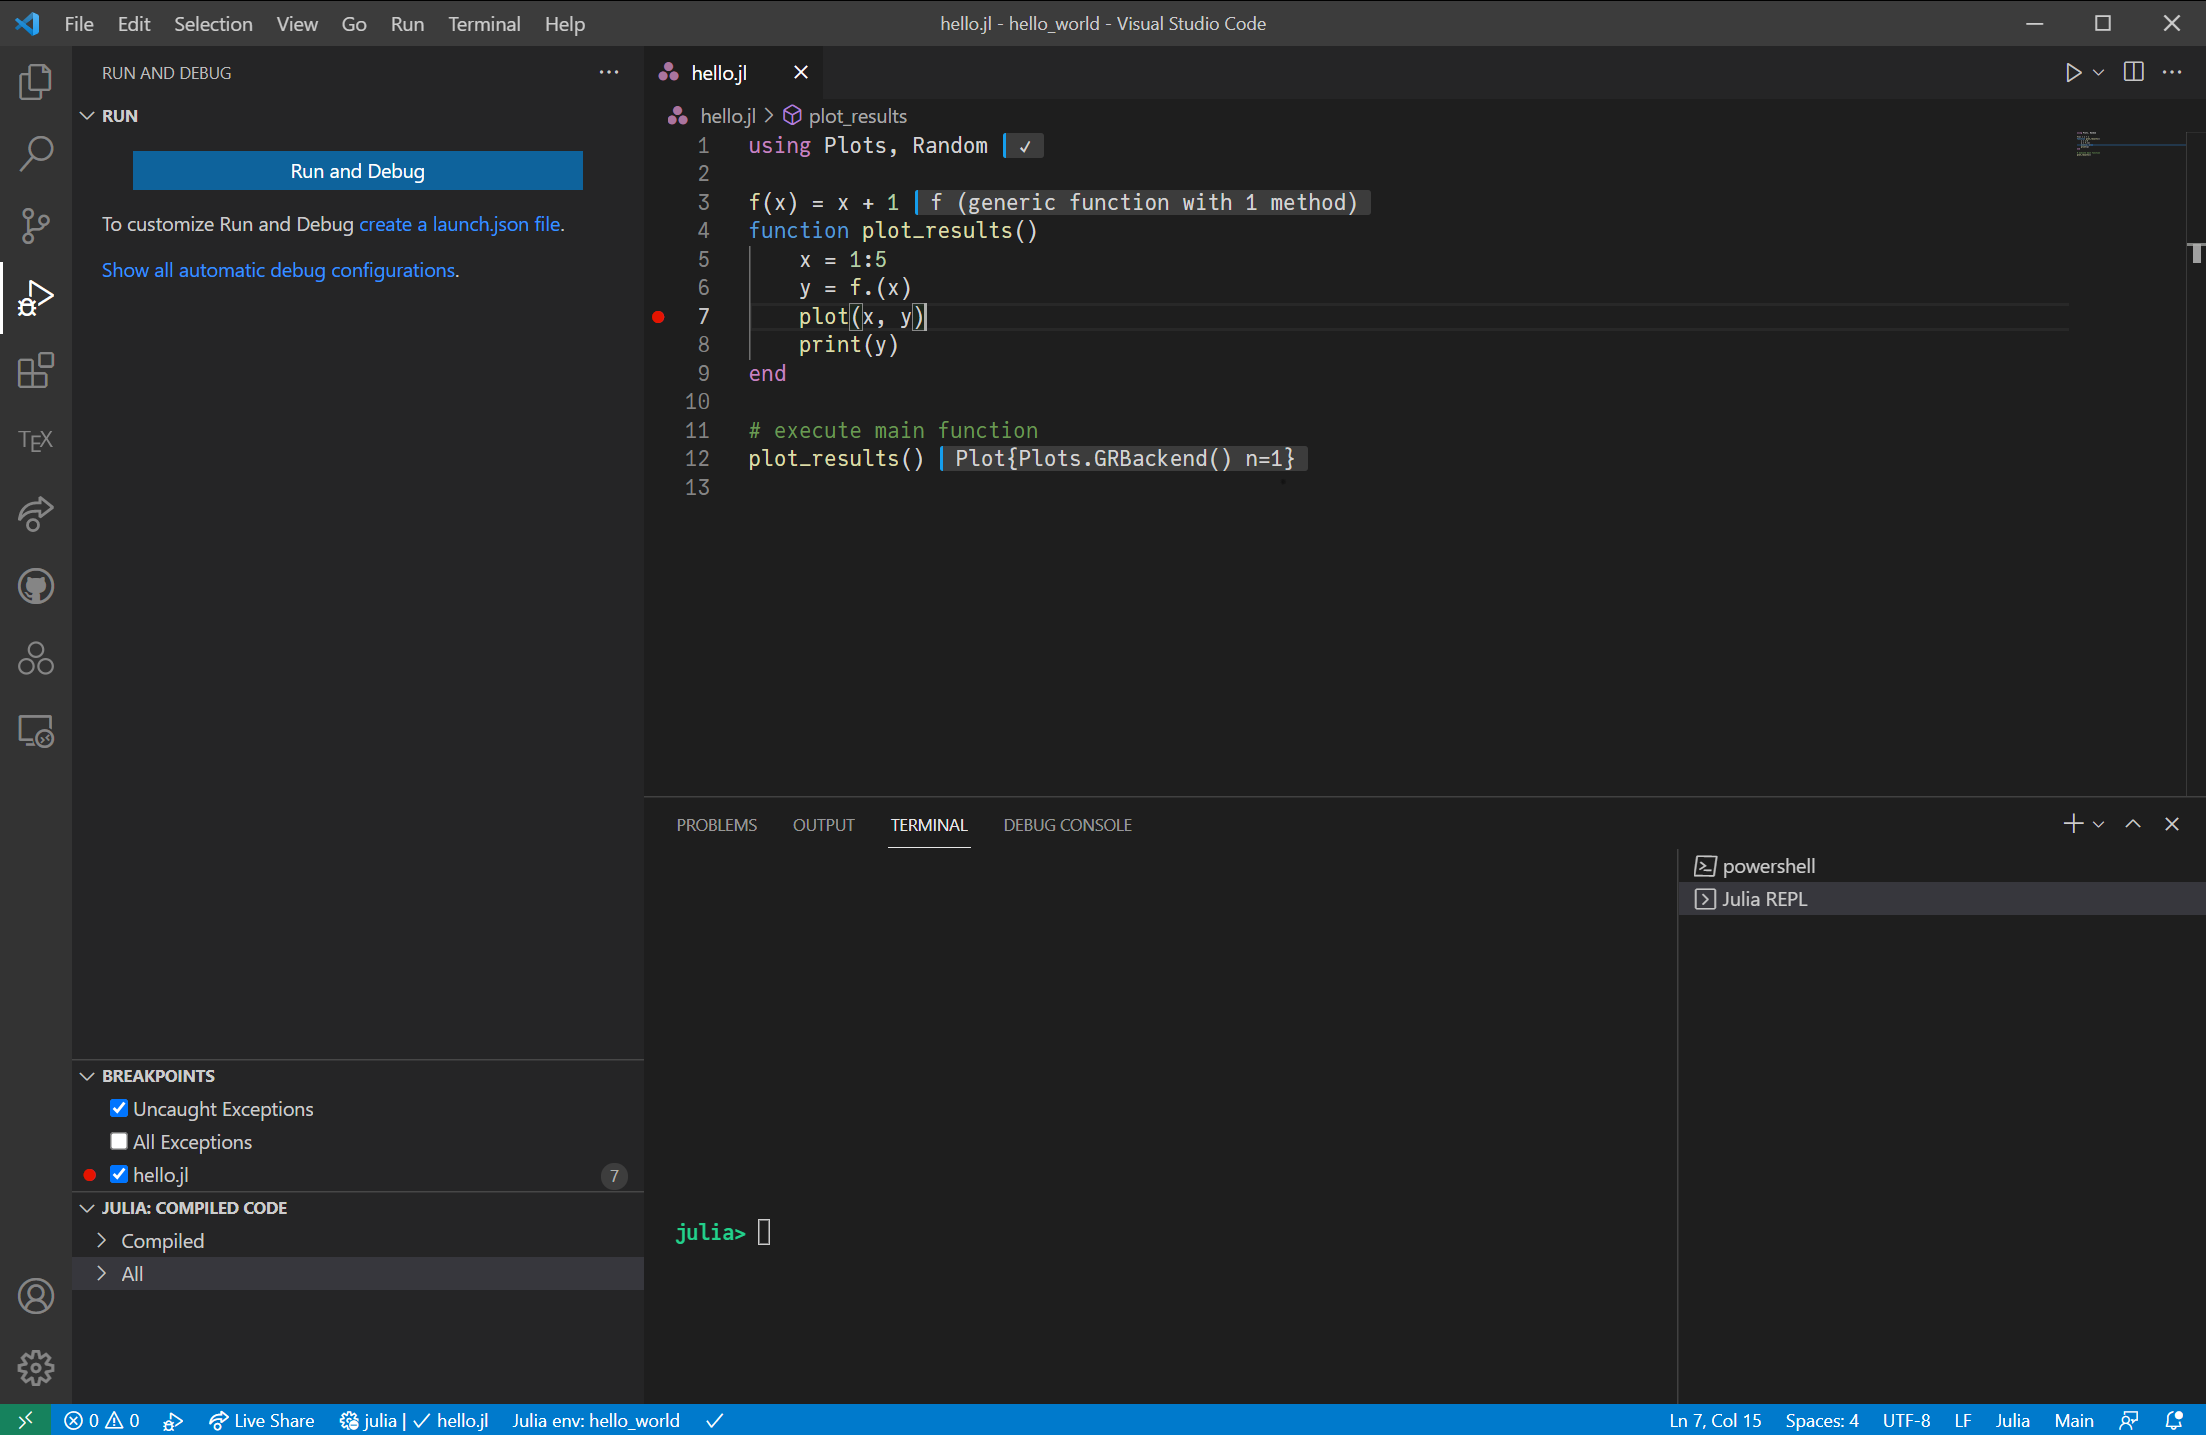 File Edit Selection View Go Run Terminal Help
hello.jl - hello_world - Visual Studio Code
RUN AND DEBUG
RUN
Run and Debug
To customize Run and Debug create a launch.json file.
Show all automatic debug configurations.
TEX
BREAKPOINTS
Uncaught Exceptions
All Exceptions
hello.jl 7
JULIA: COMPILED CODE
Compiled
All
hello.jl
hello.jl > plot_results
1 using Plots, Random ✓
2
3 f(x) = x + 1 f (generic function with 1 method)
4 function plot_results()
5 x = 1:5
6 y = f.(x)
7 plot(x, y)
8 print(y)
9 end
10
11 # execute main function
12 plot_results() Plot{Plots.GRBackend() n=1}
13
PROBLEMS OUTPUT TERMINAL DEBUG CONSOLE
powershell
Julia REPL
julia>
0 0 Live Share julia | ✓ hello.jl Julia env: hello_world ✓ Ln 7, Col 15 Spaces: 4 UTF-8 LF Julia Main